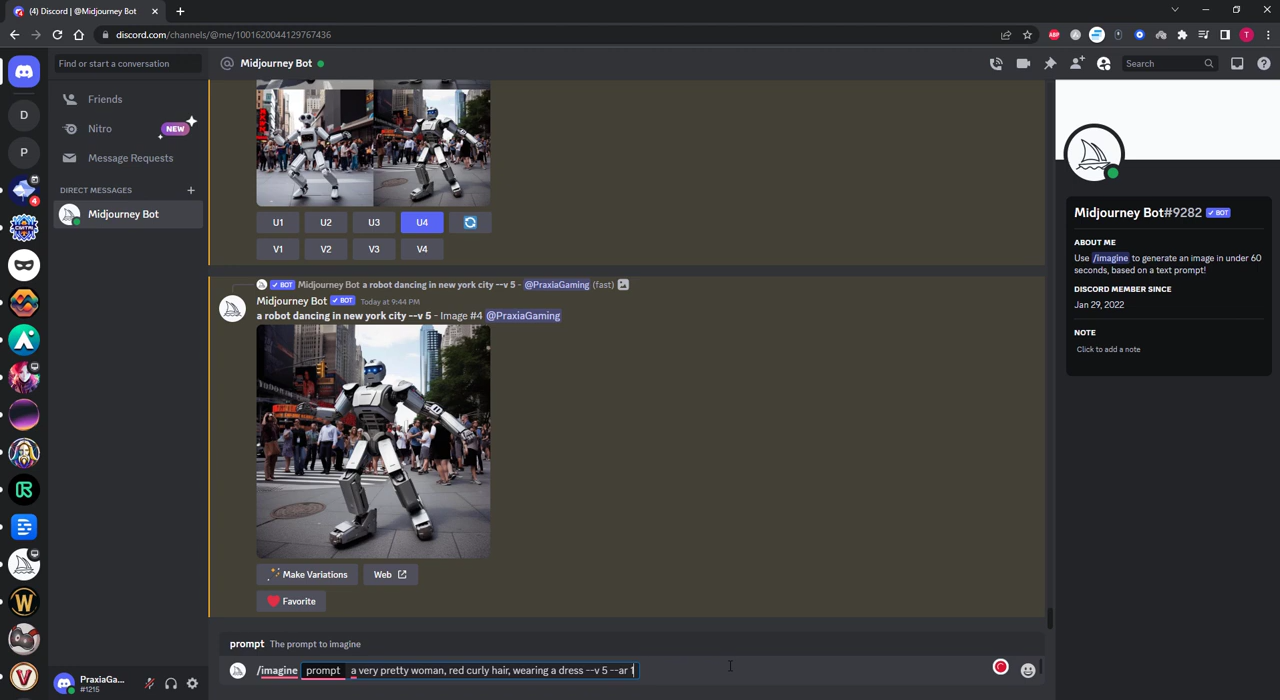 (4) Discord | @Midjourney Bot
discord.com/channels/@me/1001620044129767436
ABP
T
Find or start a conversation
@ Midjourney Bot
Search
Friends
Nitro
NEW
Message Requests
DIRECT MESSAGES
Midjourney Bot
D
P
4
U1 U2 U3 U4
V1 V2 V3 V4
BOT Midjourney Bot a robot dancing in new york city --v 5 - @PraxiaGaming (fast)
Midjourney Bot BOT Today at 9:44 PM
a robot dancing in new york city --v 5 - Image #4 @PraxiaGaming
Make Variations
Web
Favorite
prompt The prompt to imagine
/imagine prompt a very pretty woman, red curly hair, wearing a dress --v 5 --ar 1
PraxiaGa...
#1215
Midjourney Bot#9282 BOT
ABOUT ME
Use /imagine to generate an image in under 60
seconds, based on a text prompt!
DISCORD MEMBER SINCE
Jan 29, 2022
NOTE
Click to add a note